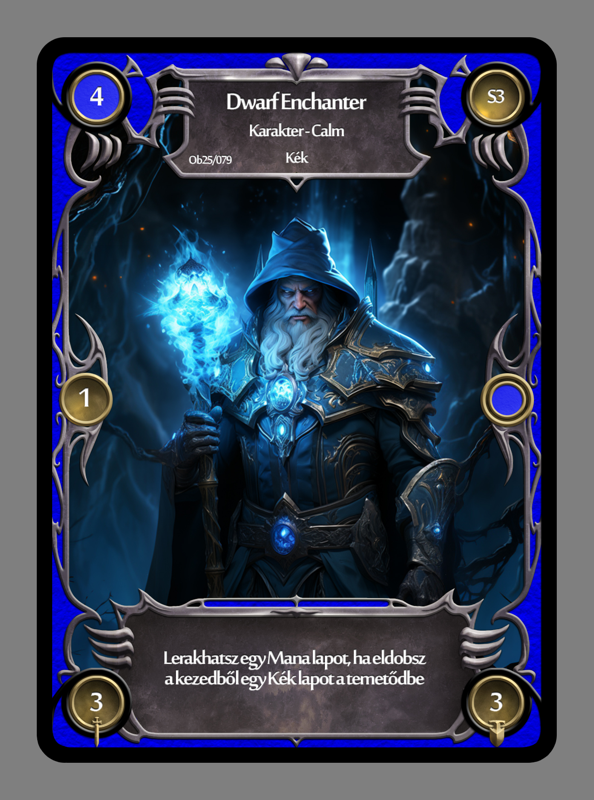 4
S3
Dwarf Enchanter
Karakter - Calm
Ob25/079
Kék
1
Lerakhatsz egy Mana lapot, ha eldobsz
a kezedből egy Kék lapot a temetődbe
3
3